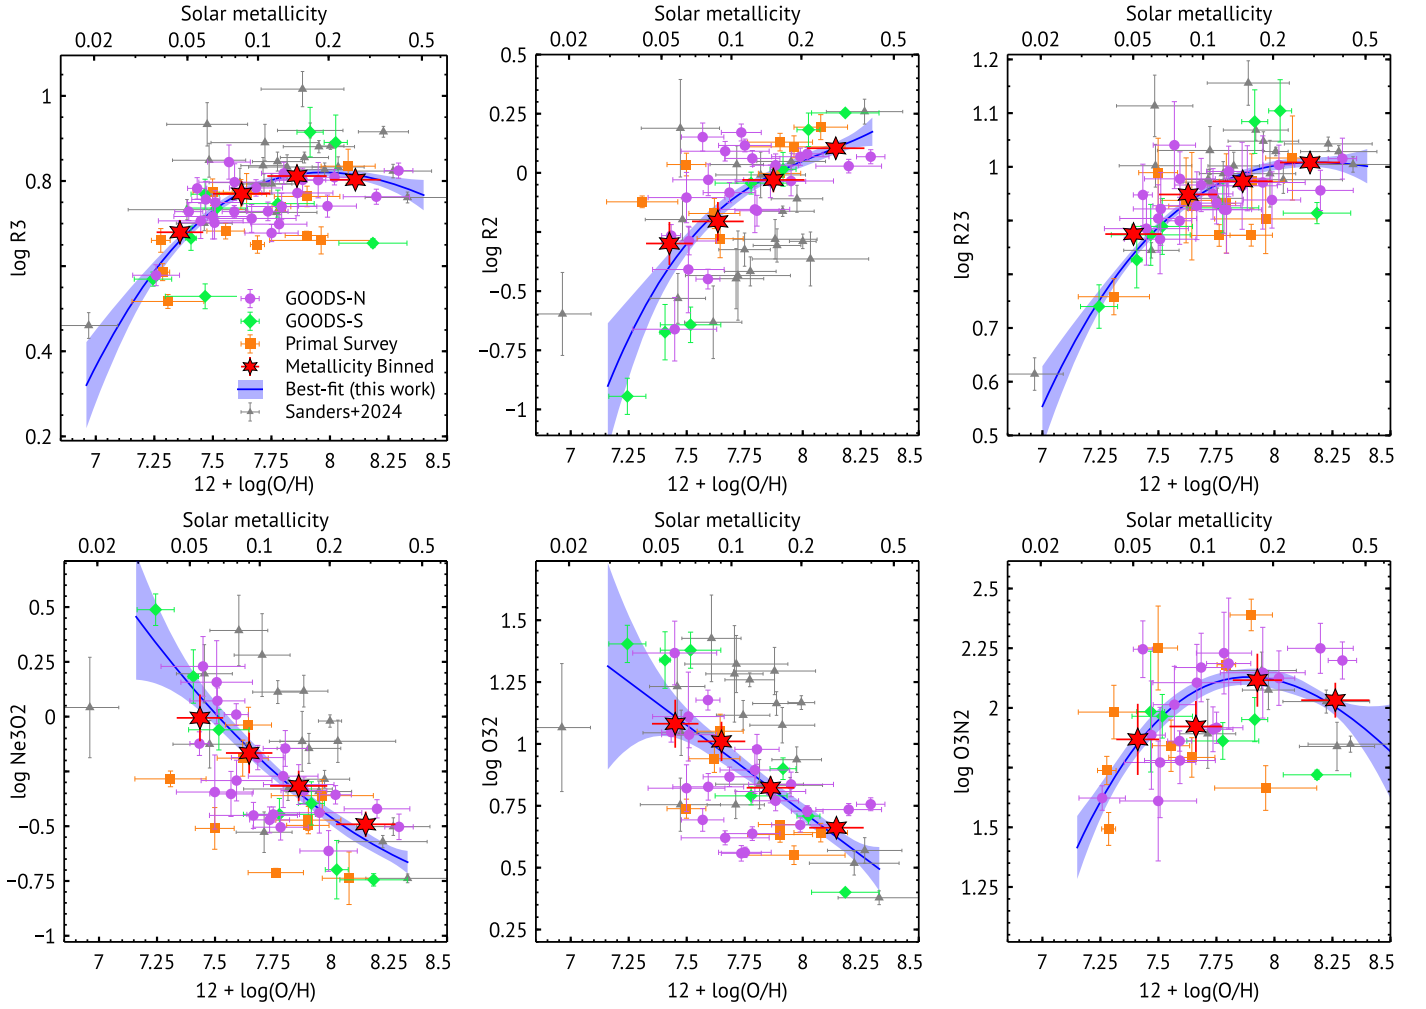 Solar metallicity
0.02 0.05 0.1 0.2 0.5
log R3
1
0.8
0.4
0.2
GOODS-N
GOODS-S
Primal Survey
Metallicity Binned
Best-fit (this work)
Sanders+2024
7 7.25 7.5 7.75 8 8.25 8.5
12 + log(O/H)
Solar metallicity
0.02 0.05 0.1 0.2 0.5
log R2
0.5
0.25
0
−0.5
−0.75
−1
7 7.25 7.5 7.75 8 8.25 8.5
12 + log(O/H)
Solar metallicity
0.02 0.05 0.1 0.2 0.5
log R23
1.2
1.1
1
0.7
0.6
0.5
7 7.25 7.5 7.75 8 8.25 8.5
12 + log(O/H)
Solar metallicity
0.02 0.05 0.1 0.2 0.5
log Ne3O2
0.5
0.25
0
−0.5
−0.75
−1
7 7.25 7.5 7.75 8 8.25 8.5
12 + log(O/H)
Solar metallicity
0.02 0.05 0.1 0.2 0.5
log O32
1.5
1.25
1
0.75
0.5
0.25
7 7.25 7.5 7.75 8 8.25 8.5
12 + log(O/H)
Solar metallicity
0.02 0.05 0.1 0.2 0.5
log O3N2
2.5
2.25
2
1.5
1.25
7 7.25 7.5 7.75 8 8.25 8.5
12 + log(O/H)